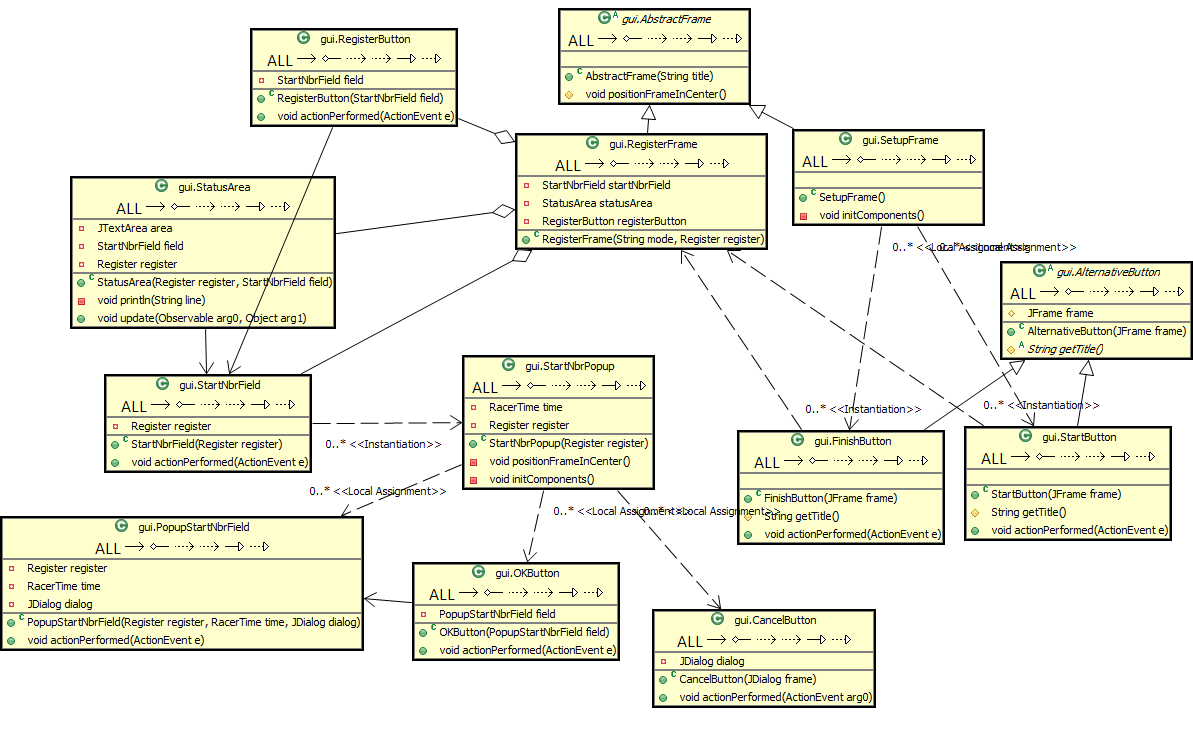 A gui.AbstractFrame
ALL
C AbstractFrame(String title)
void positionFrameInCenter()
gui.RegisterButton
ALL
StartNbrField field
C RegisterButton(StartNbrField field)
void actionPerformed(ActionEvent e)
gui.RegisterFrame
ALL
StartNbrField startNbrField
StatusArea statusArea
RegisterButton registerButton
C RegisterFrame(String mode, Register register)
gui.SetupFrame
ALL
C SetupFrame()
void initComponents()
gui.StatusArea
ALL
JTextArea area
StartNbrField field
Register register
C StatusArea(Register register, StartNbrField field)
void println(String line)
void update(Observable arg0, Object arg1)
0..* <<Local Assignment>>
0..* <<Local Assignment>>
A gui.AlternativeButton
ALL
JFrame frame
C AlternativeButton(JFrame frame)
A String getTitle()
gui.StartNbrField
ALL
Register register
C StartNbrField(Register register)
void actionPerformed(ActionEvent e)
0..* <<Instantiation>>
gui.StartNbrPopup
ALL
RacerTime time
Register register
C StartNbrPopup(Register register)
void positionFrameInCenter()
void initComponents()
0..* <<Instantiation>>
0..* <<Instantiation>>
gui.FinishButton
ALL
C FinishButton(JFrame frame)
String getTitle()
void actionPerformed(ActionEvent e)
gui.StartButton
ALL
C StartButton(JFrame frame)
String getTitle()
void actionPerformed(ActionEvent e)
0..* <<Local Assignment>>
0..* <<Local Assignment>>
0..* <<Local Assignment>>
gui.PopupStartNbrField
ALL
Register register
RacerTime time
JDialog dialog
C PopupStartNbrField(Register register, RacerTime time, JDialog dialog)
void actionPerformed(ActionEvent e)
gui.OKButton
ALL
PopupStartNbrField field
C OKButton(PopupStartNbrField field)
void actionPerformed(ActionEvent e)
gui.CancelButton
ALL
JDialog dialog
C CancelButton(JDialog frame)
void actionPerformed(ActionEvent arg0)